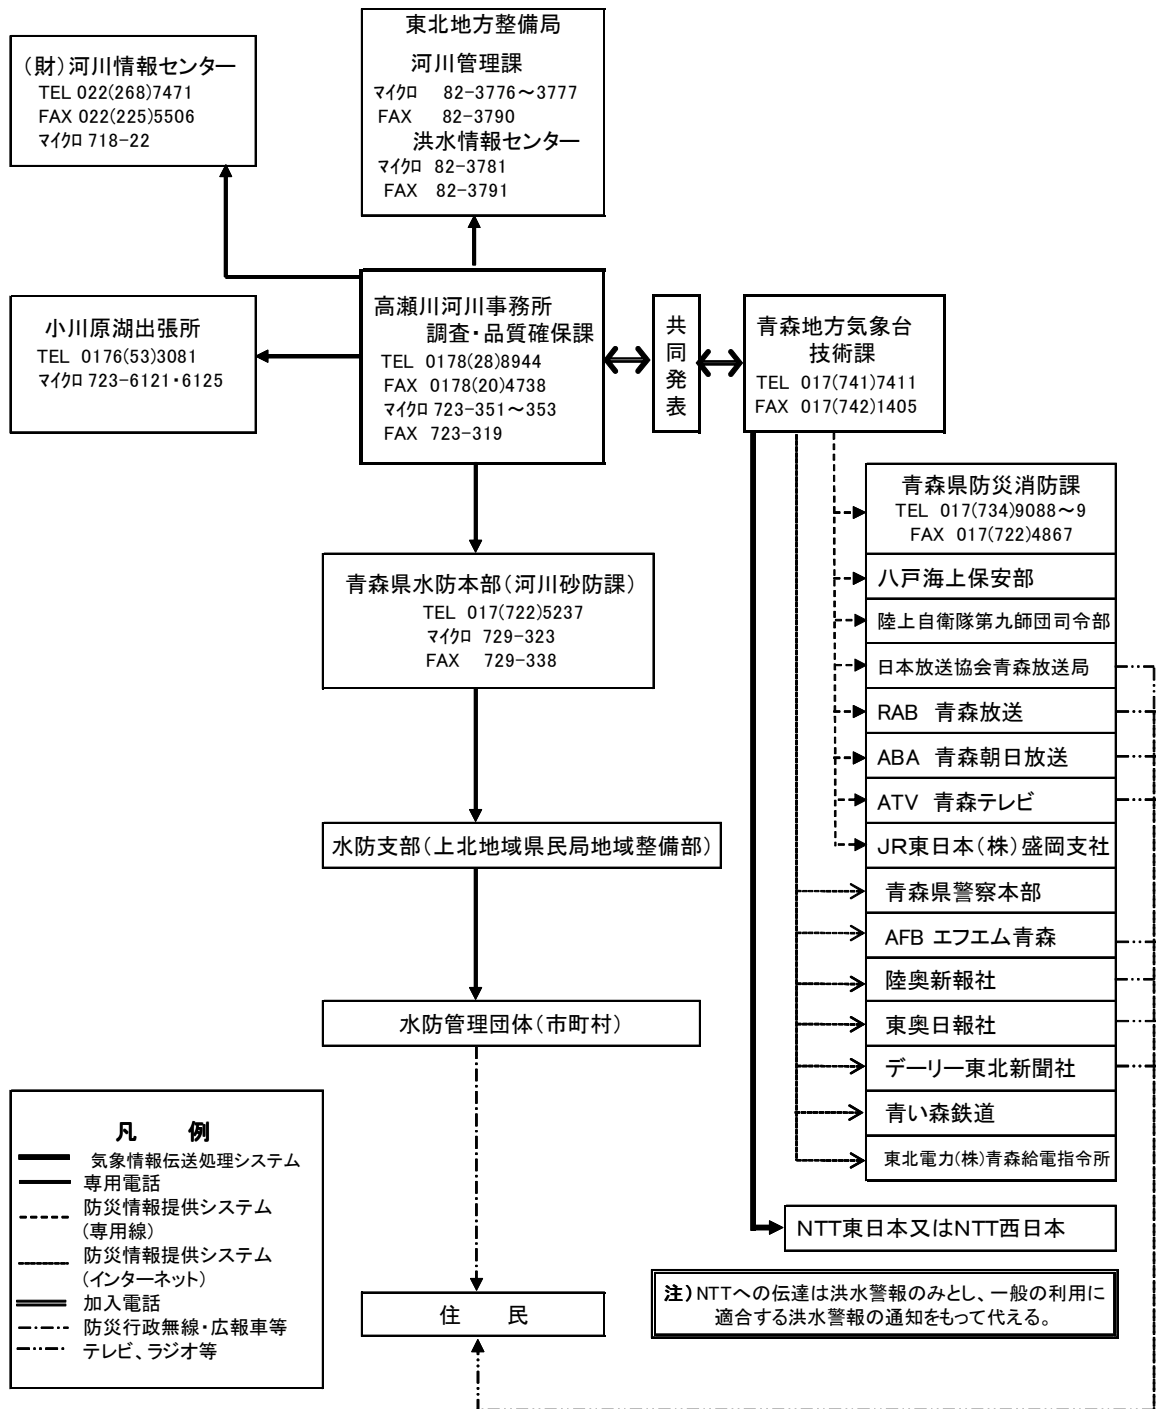 東北地方整備局
河川管理課
マイクロ 82-3776～3777
FAX 82-3790
洪水情報センター
マイクロ 82-3781
FAX 82-3791
(財)河川情報センター
TEL 022(268)7471
FAX 022(225)5506
マイクロ 718-22
小川原湖出張所
TEL 0176(53)3081
マイクロ 723-6121・6125
高瀬川河川事務所
調査・品質確保課
TEL 0178(28)8944
FAX 0178(20)4738
マイクロ 723-351～353
FAX 723-319
共
同
発
表
青森地方気象台
技術課
TEL 017(741)7411
FAX 017(742)1405
青森県防災消防課
TEL 017(734)9088～9
FAX 017(722)4867
八戸海上保安部
陸上自衛隊第九師団司令部
日本放送協会青森放送局
RAB 青森放送
ABA 青森朝日放送
ATV 青森テレビ
JR東日本(株)盛岡支社
青森県警察本部
AFB エフエム青森
陸奥新報社
東奥日報社
デーリー東北新聞社
青い森鉄道
東北電力(株)青森給電指令所
NTT東日本又はNTT西日本
注)NTTへの伝達は洪水警報のみとし、一般の利用に
適合する洪水警報の通知をもって代える。
青森県水防本部(河川砂防課)
TEL 017(722)5237
マイクロ 729-323
FAX 729-338
水防支部(上北地域県民局地域整備部)
水防管理団体(市町村)
住 民
凡 例
気象情報伝送処理システム
専用電話
防災情報提供システム
(専用線)
防災情報提供システム
(インターネット)
加入電話
防災行政無線・広報車等
テレビ、ラジオ等